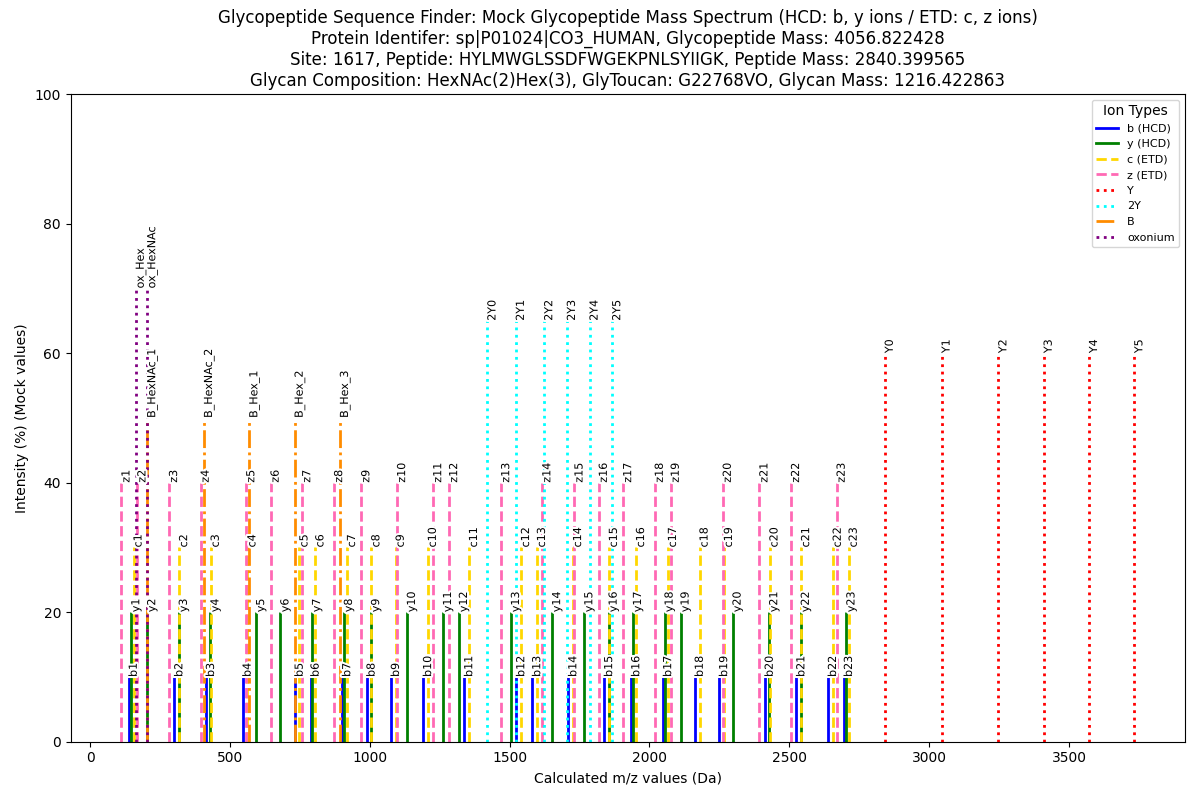 Glycopeptide Sequence Finder: Mock Glycopeptide Mass Spectrum (HCD: b, y ions / ETD: c, z ions)
Protein Identifer: sp|P01024|CO3_HUMAN, Glycopeptide Mass: 4056.822428
Site: 1617, Peptide: HYLMWGLSSDFWGEKPNLSYIIGK, Peptide Mass: 2840.399565
Glycan Composition: HexNAc(2)Hex(3), GlyToucan: G22768VO, Glycan Mass: 1216.422863
Intensity (%) (Mock values)
100
80
60
40
20
0
Ion Types
b (HCD)
y (HCD)
c (ETD)
z (ETD)
Y
2Y
B
oxonium
ox_Hex
ox_HexNAc
2Y0
2Y1
2Y2
2Y3
2Y4
2Y5
Y0
Y1
Y2
Y3
Y4
Y5
B_HexNAc_1
B_HexNAc_2
B_Hex_1
B_Hex_2
B_Hex_3
z1
z2
z3
z4
z5
z6
z7
z8
z9
z10
z11
z12
z13
z14
z15
z16
z17
z18
z19
z20
z21
z22
z23
c1
c2
c3
c4
c5
c6
c7
c8
c9
c10
c11
c12
c13
c14
c15
c16
c17
c18
c19
c20
c21
c22
c23
y1
y2
y3
y4
y5
y6
y7
y8
y9
y10
y11
y12
y13
y14
y15
y16
y17
y18
y19
y20
y21
y22
y23
b1
b2
b3
b4
b5
b6
b7
b8
b9
b10
b11
b12
b13
b14
b15
b16
b17
b18
b19
b20
b21
b22
b23
0
500
1000
1500
2000
2500
3000
3500
Calculated m/z values (Da)